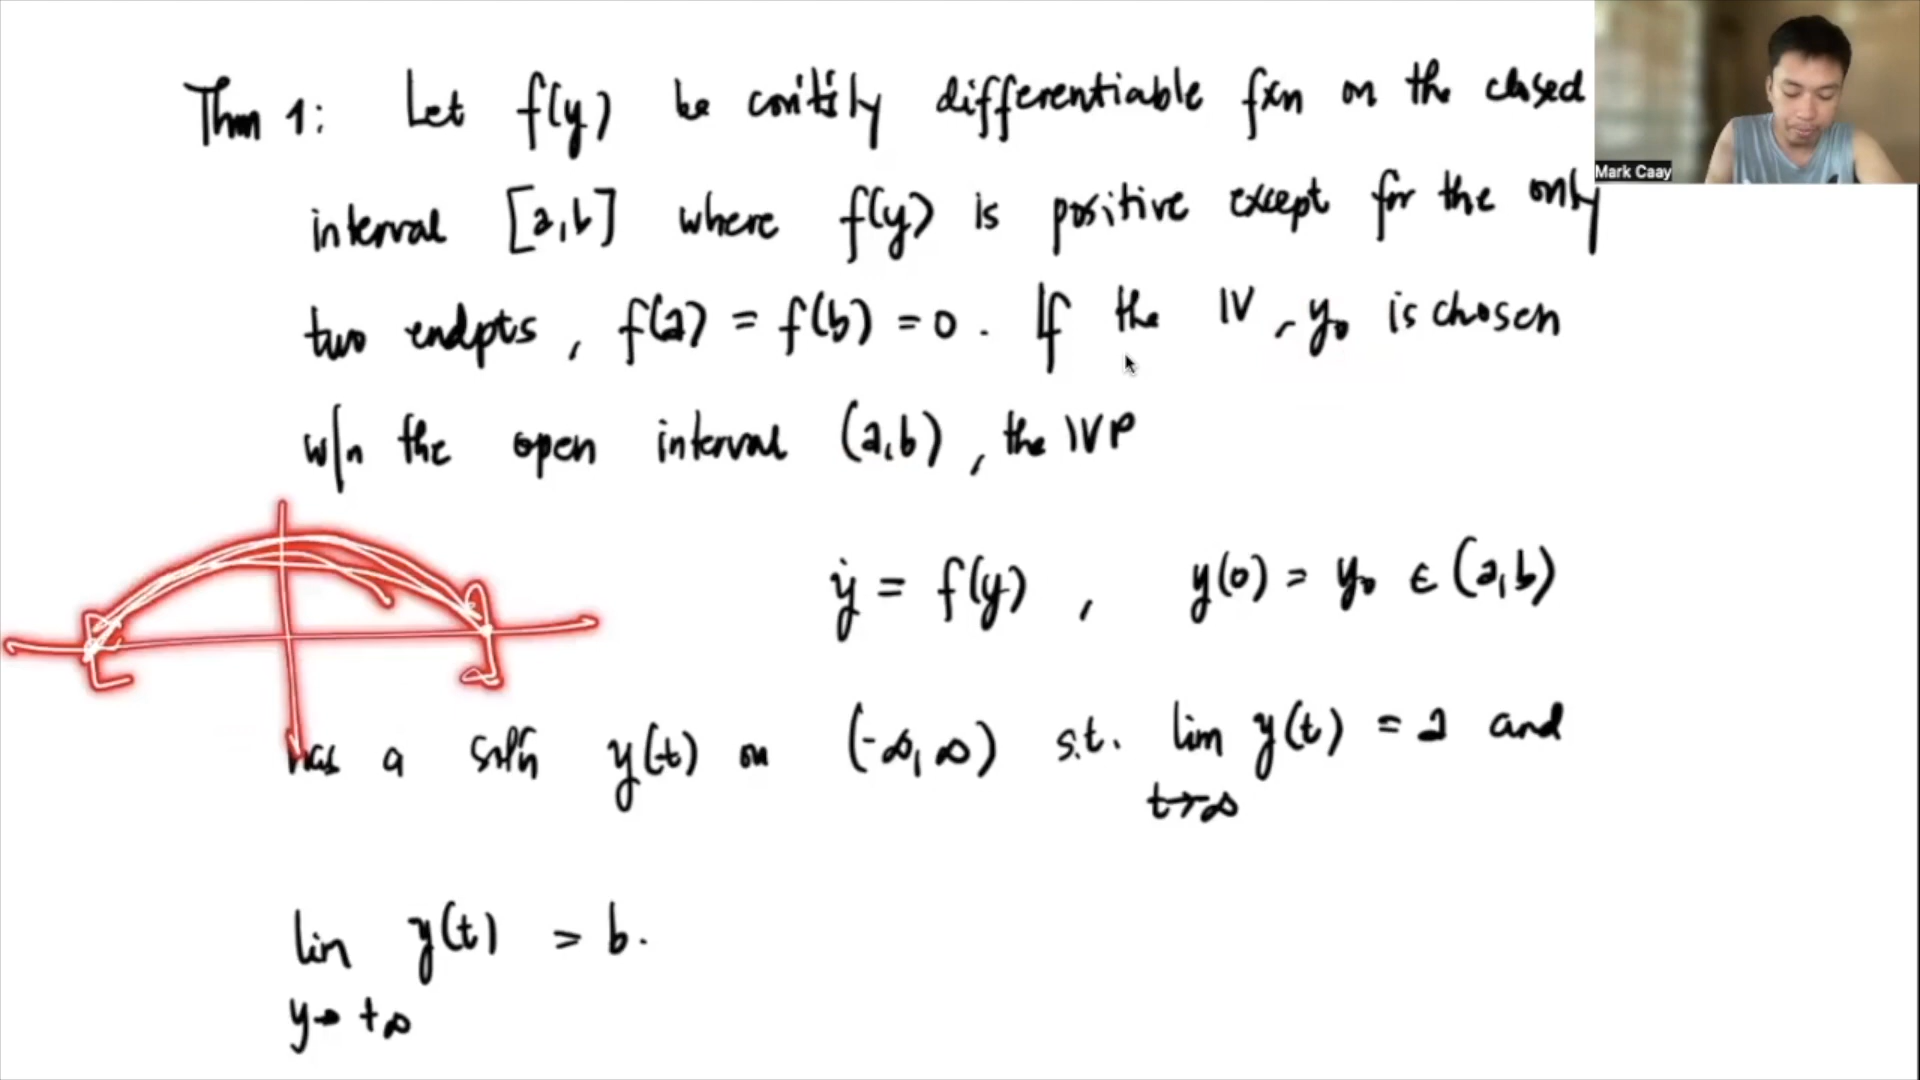 Thm 1: Let f(y) be cont'sly differentiable fxn on the closed
interval [a,b] where f(y) is positive except for the only
two endpts, f(a) = f(b) = 0. If the IV, y₀ is chosen
w/n the open interval (a,b), the IVP
ẏ = f(y), y(0) = y₀ ∈ (a,b)
has a sol'n y(t) on (-∞,∞) s.t. lim y(t) = a and
t→∞
lim y(t) = b.
y→ +∞
Mark Caay